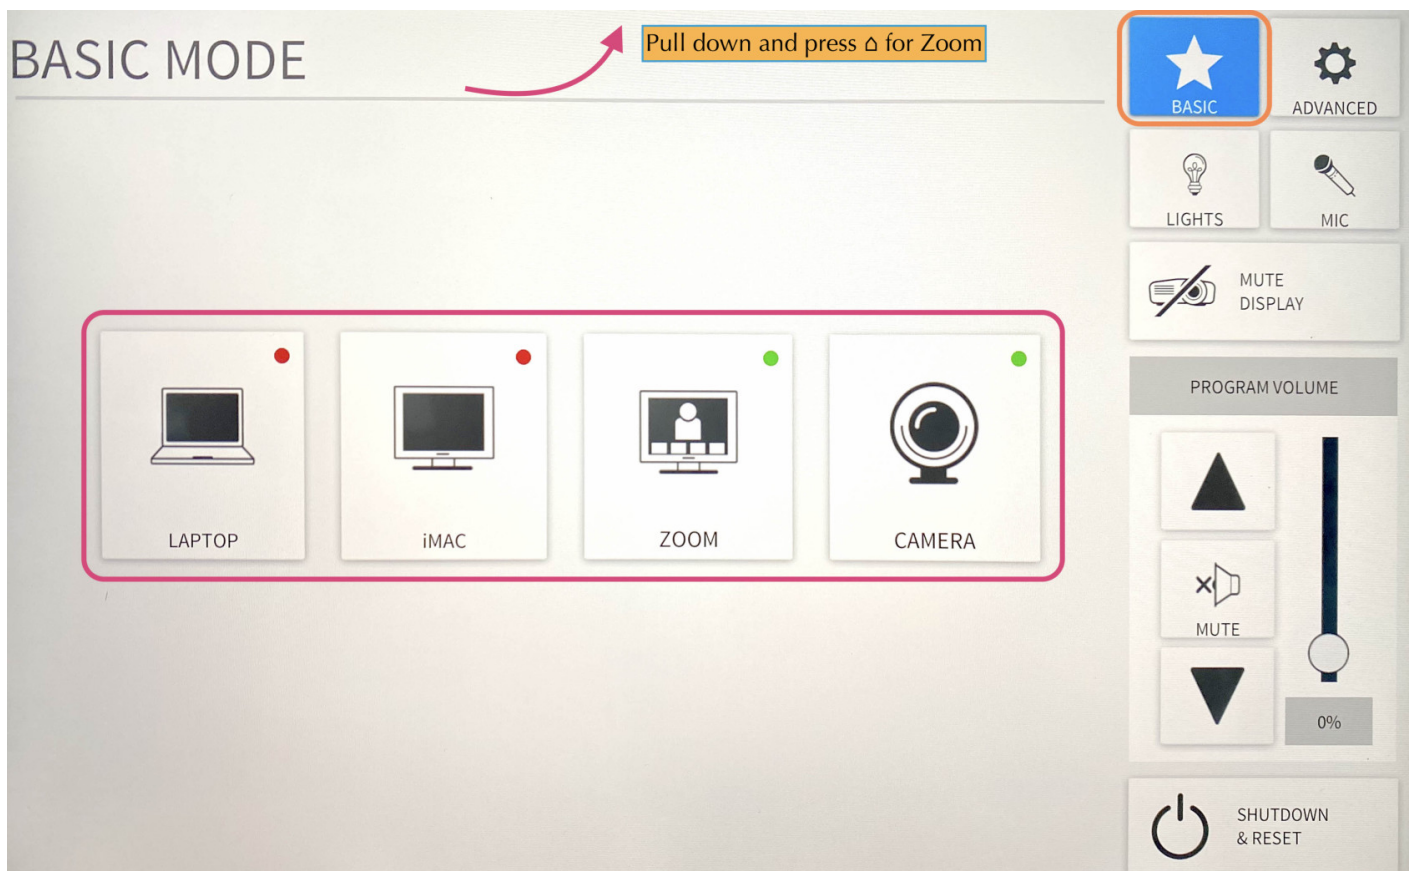 BASIC MODE
Pull down and press ⌂ for Zoom
BASIC
ADVANCED
LIGHTS
MIC
MUTE
DISPLAY
PROGRAM VOLUME
LAPTOP
iMAC
ZOOM
CAMERA
MUTE
0%
SHUTDOWN
& RESET